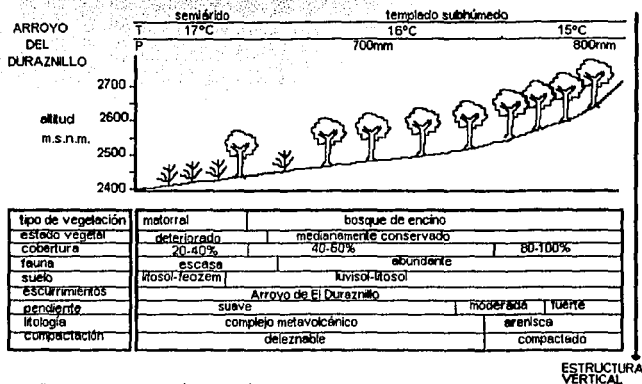 semiárido templado subhúmedo
ARROYO DEL DURAZNILLO
T 17°C 16°C 15°C
P 700mm 800mm
altitud m.s.n.m.
2700
2600
2500
2400
tipo de vegetación matorral bosque de encino
estado vegetal deteriorado medianamente conservado
cobertura 20-40% 40-60% 80-100%
fauna escasa abundante
suelo litosol-feozem luvisol-litosol
escurrimientos Arroyo de El Duraznillo
pendiente suave moderada fuerte
litología complejo metavolcánico arenisca
compactación deleznable compactado
ESTRUCTURA
VERTICAL